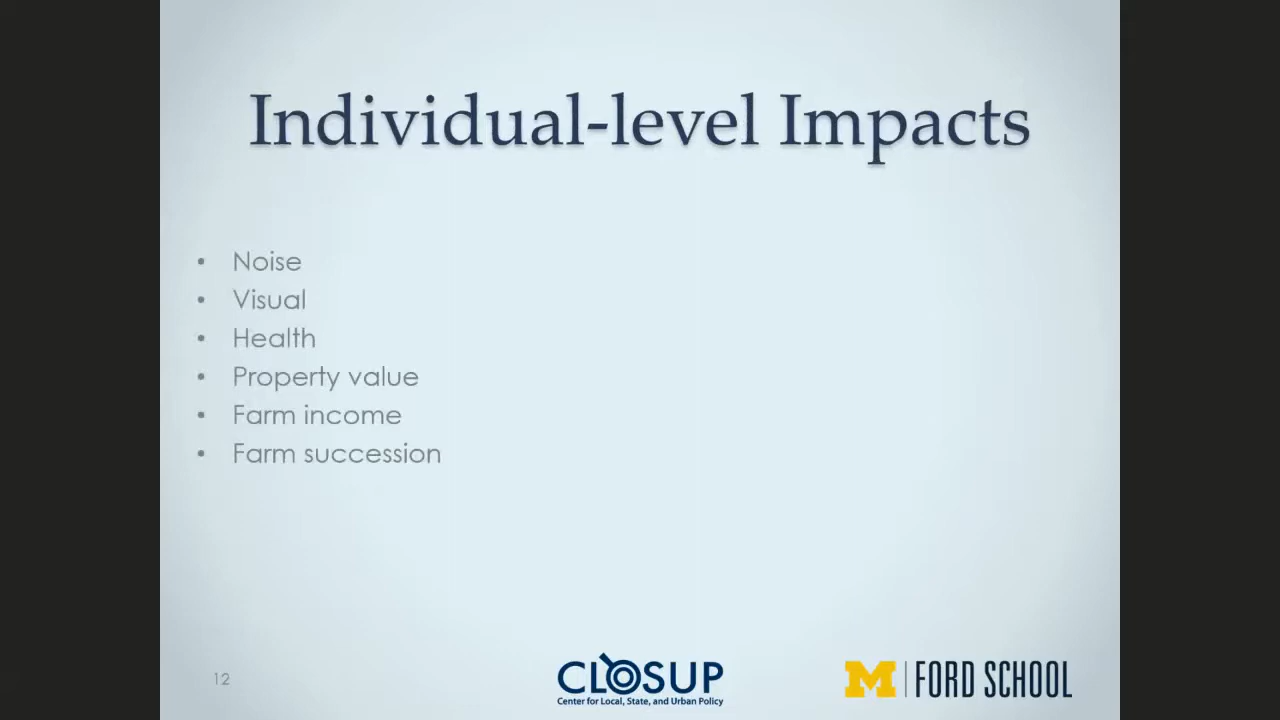 Individual-level Impacts
• Noise
• Visual
• Health
• Property value
• Farm income
• Farm succession
12
CLOSUP
Center for Local, State, and Urban Policy
M | FORD SCHOOL